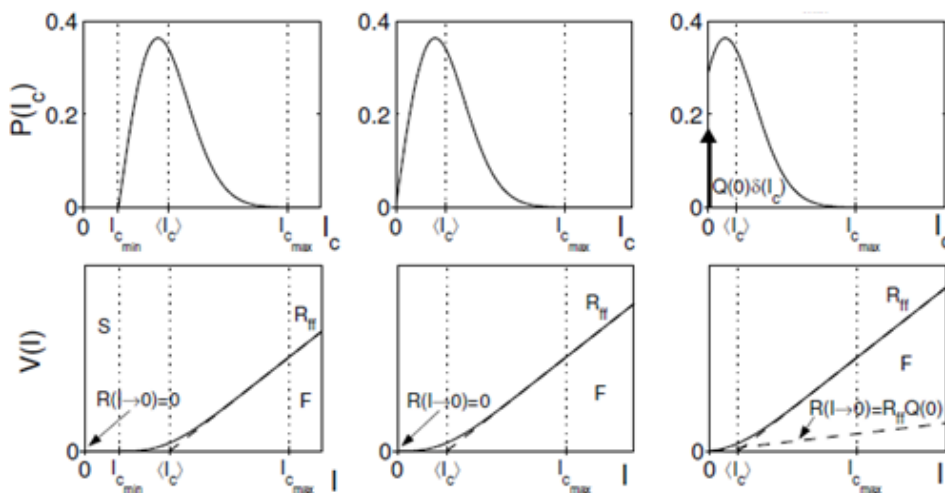 0.4 0.4 0.4
P(I_c) 0.2 0.2 0.2
Q(0)δ(I_c)
0 0 0
0 I_c_min ⟨I_c⟩ I_c_max I_c 0 ⟨I_c⟩ I_c_max I_c 0 ⟨I_c⟩ I_c_max I_c
S R_ff R_ff R_ff
V(I) F F F
R(I→0)=0 R(I→0)=0 R(I→0)=R_ff Q(0)
0 0 0
0 I_c_min ⟨I_c⟩ I_c_max I 0 ⟨I_c⟩ I_c_max I 0 ⟨I_c⟩ I_c_max I